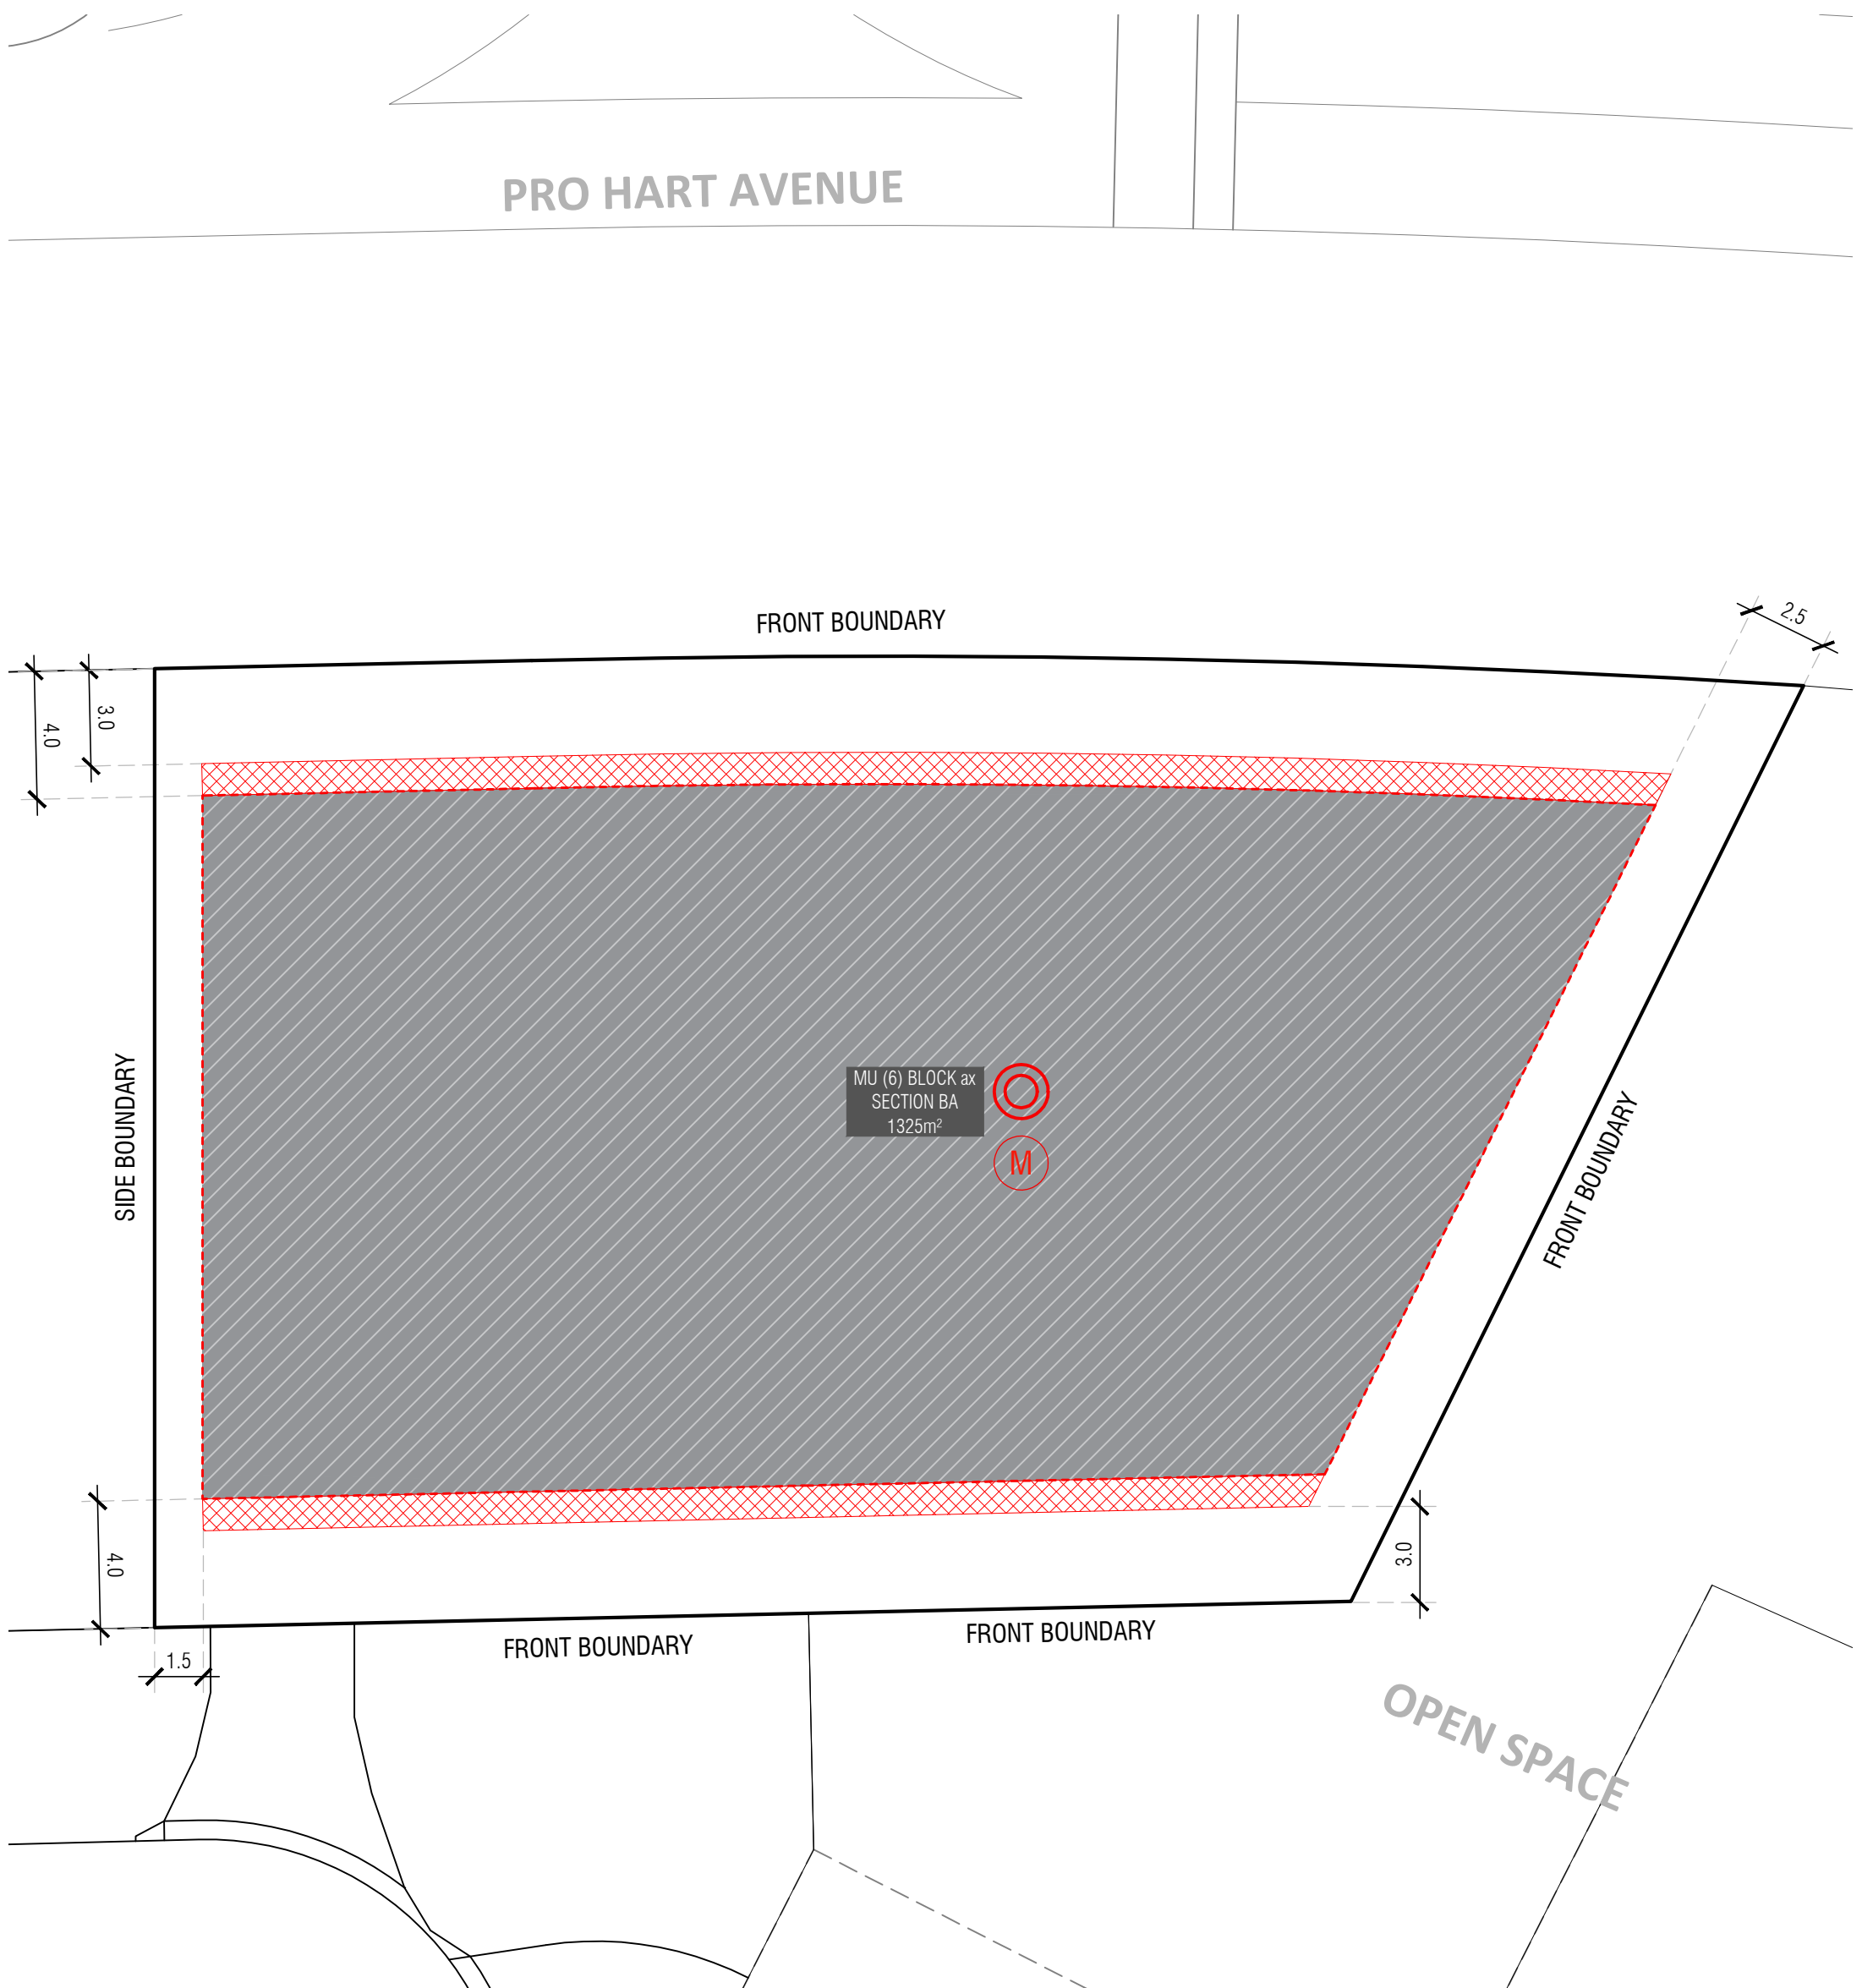 PRO HART AVENUE
FRONT BOUNDARY
2.5
3.0
4.0
MU (6) BLOCK ax
SECTION BA
1325m²
M
SIDE BOUNDARY
FRONT BOUNDARY
4.0
3.0
1.5
FRONT BOUNDARY
FRONT BOUNDARY
OPEN SPACE